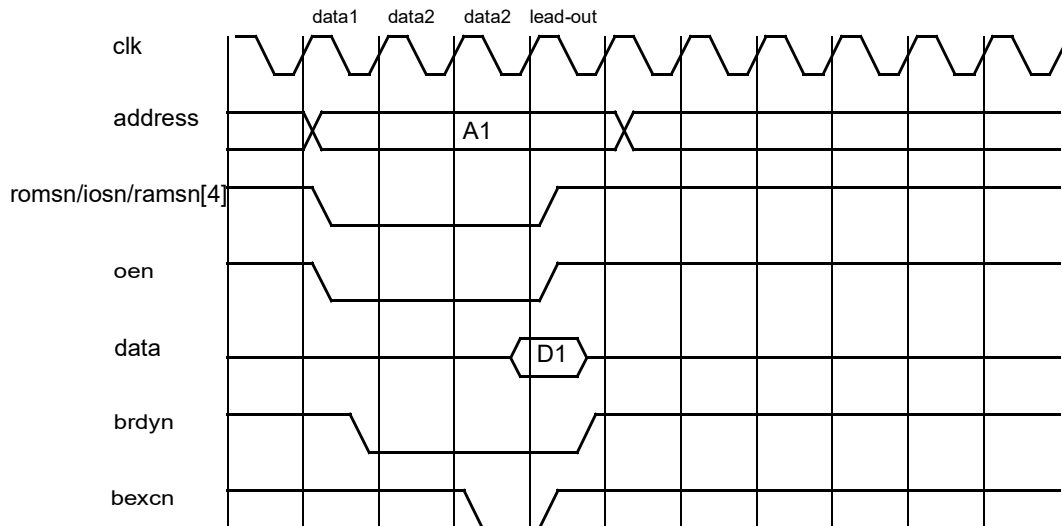 data1 data2 data2 lead-out
clk
address
A1
romsn/iosn/ramsn[4]
oen
data
D1
brdyn
bexcn